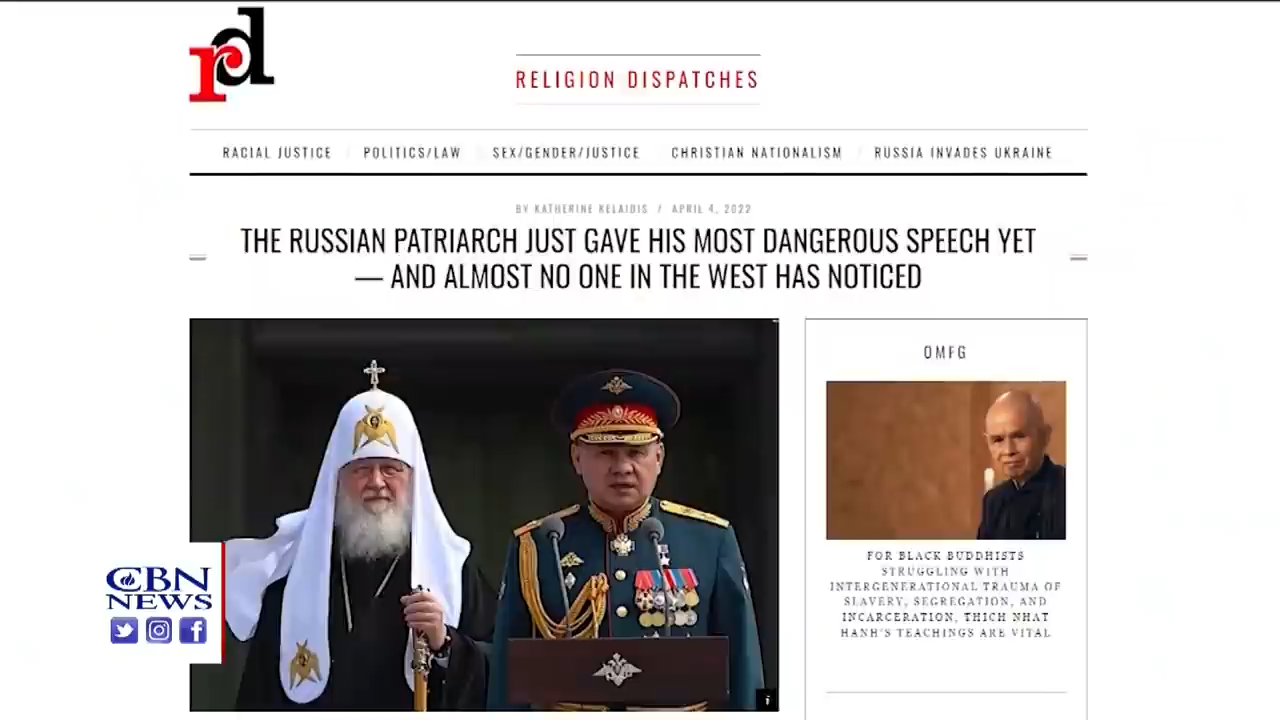 rd
RELIGION DISPATCHES
RACIAL JUSTICE / POLITICS/LAW / SEX/GENDER/JUSTICE / CHRISTIAN NATIONALISM / RUSSIA INVADES UKRAINE
BY KATHERINE KELAIDIS / APRIL 4, 2022
THE RUSSIAN PATRIARCH JUST GAVE HIS MOST DANGEROUS SPEECH YET
— AND ALMOST NO ONE IN THE WEST HAS NOTICED
OMFG
FOR BLACK BUDDHISTS
STRUGGLING WITH
INTERGENERATIONAL TRAUMA OF
SLAVERY, SEGREGATION, AND
INCARCERATION, THICH NHAT
HANH'S TEACHINGS ARE VITAL
CBN
NEWS
i